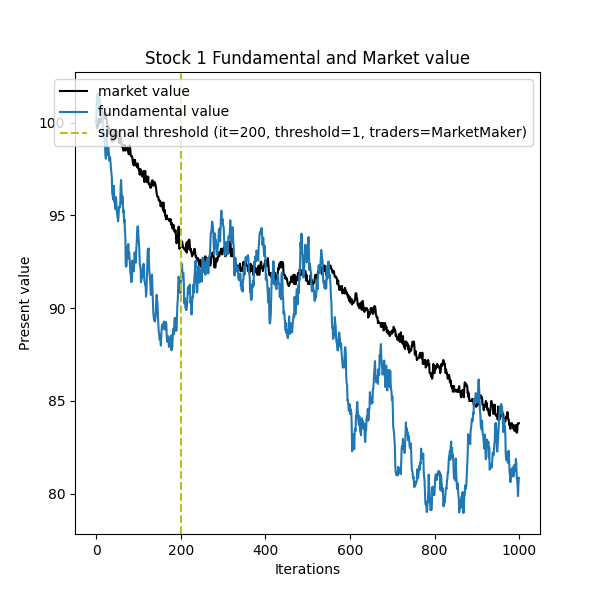 Stock 1 Fundamental and Market value
market value
fundamental value
signal threshold (it=200, threshold=1, traders=MarketMaker)
100
95
90
85
80
Present value
0 200 400 600 800 1000
Iterations